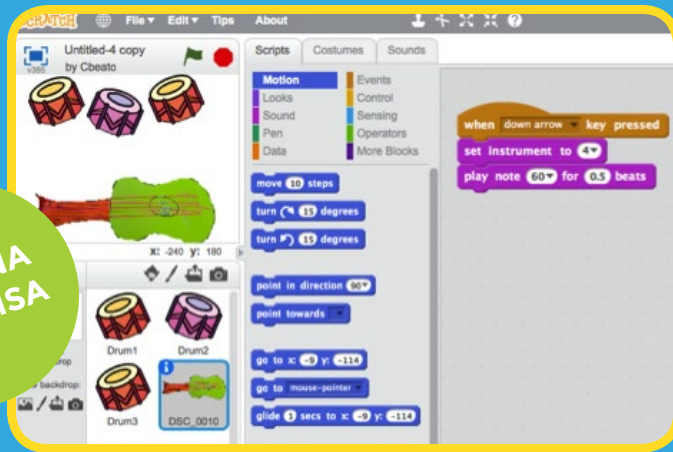 SCRATCH File Edit Tips About
Untitled-4 copy
by Cbeato
v385
X: -240 y: 180
Drum1
Drum2
Drum3
DSC_0010
backdrop:
Scripts Costumes Sounds
Motion
Looks
Sound
Pen
Data
Events
Control
Sensing
Operators
More Blocks
move 10 steps
turn 15 degrees
turn 15 degrees
point in direction 90
point towards
go to x: -9 y: -114
go to mouse-pointer
glide 1 secs to x: -9 y: -114
when down arrow key pressed
set instrument to 4
play note 60 for 0.5 beats